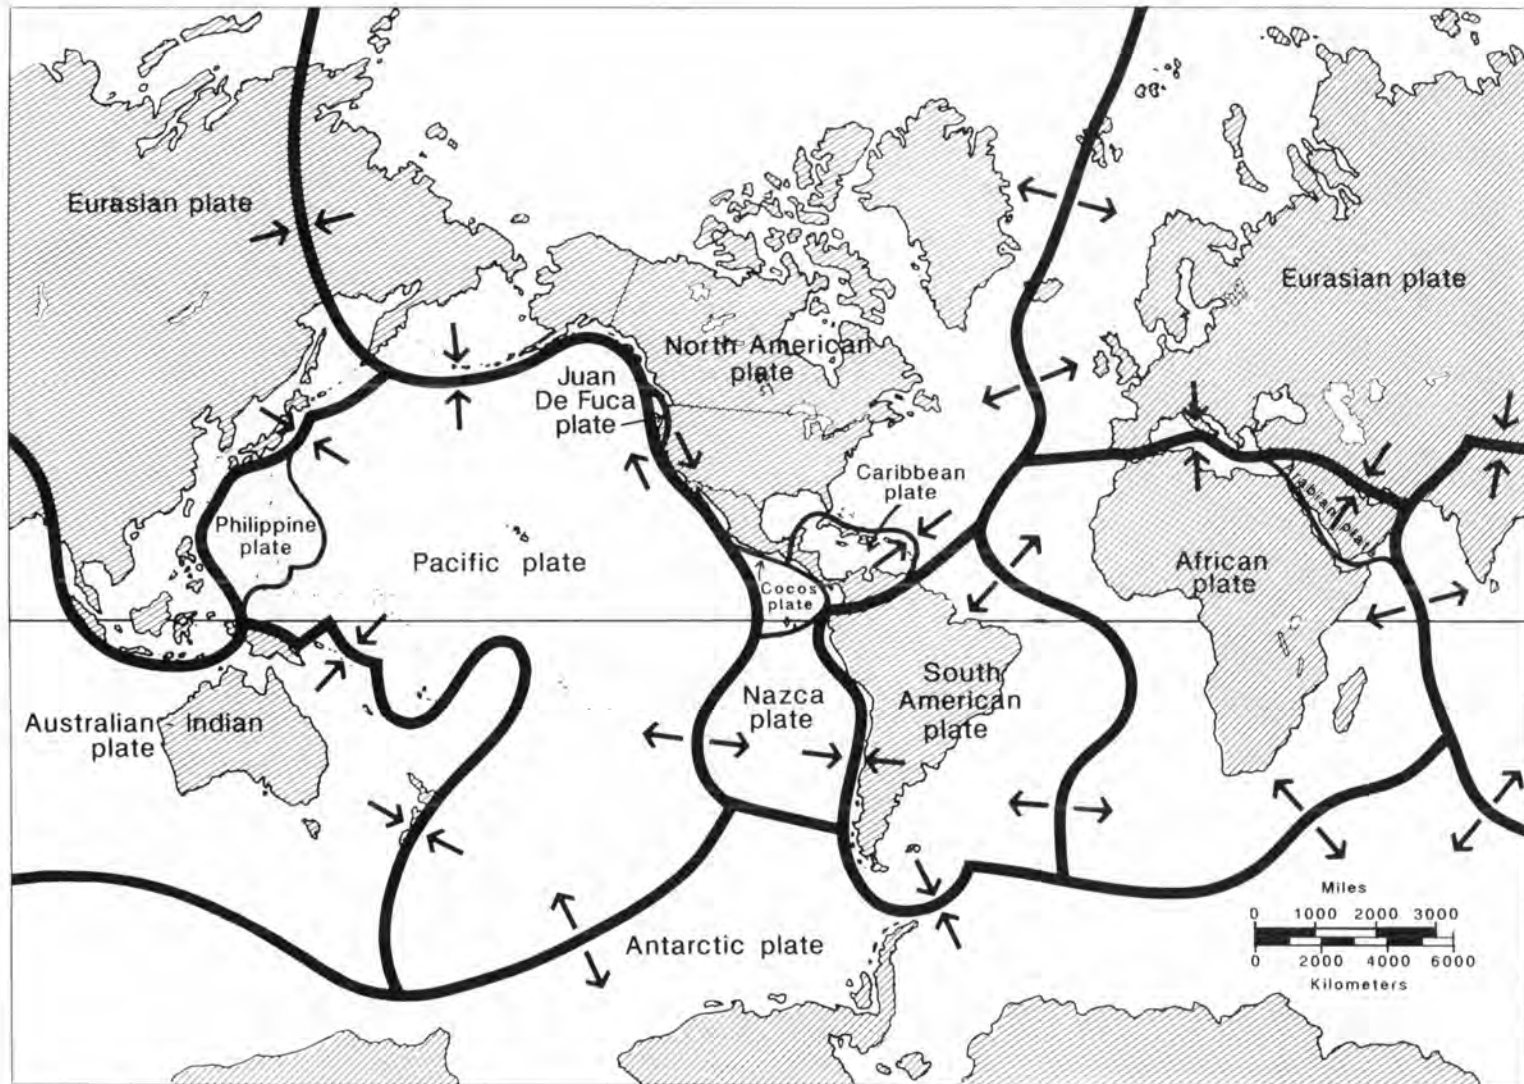 Eurasian plate
North American
plate
Eurasian plate
Juan
De Fuca
plate
Caribbean
plate
Philippine
plate
Pacific plate
Cocos
plate
African
plate
Australian - Indian
plate
Nazca
plate
South
American
plate
Antarctic plate
Miles
0 1000 2000 3000
0 2000 4000 6000
Kilometers